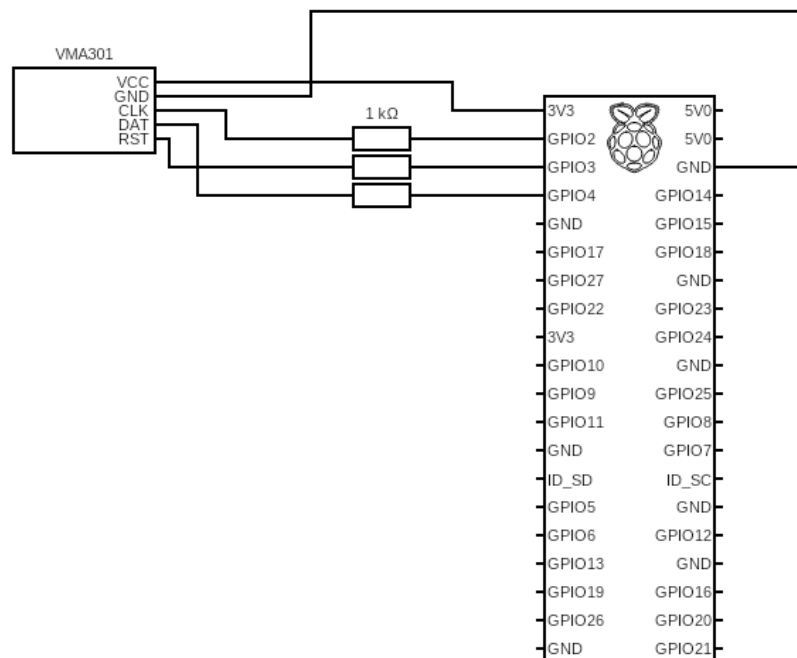 VMA301
VCC
GND
CLK
DAT
RST
1 kΩ
3V3 5V0
GPIO2 5V0
GPIO3 GND
GPIO4 GPIO14
GND GPIO15
GPIO17 GPIO18
GPIO27 GND
GPIO22 GPIO23
3V3 GPIO24
GPIO10 GND
GPIO9 GPIO25
GPIO11 GPIO8
GND GPIO7
ID_SD ID_SC
GPIO5 GND
GPIO6 GPIO12
GPIO13 GND
GPIO19 GPIO16
GPIO26 GPIO20
GND GPIO21